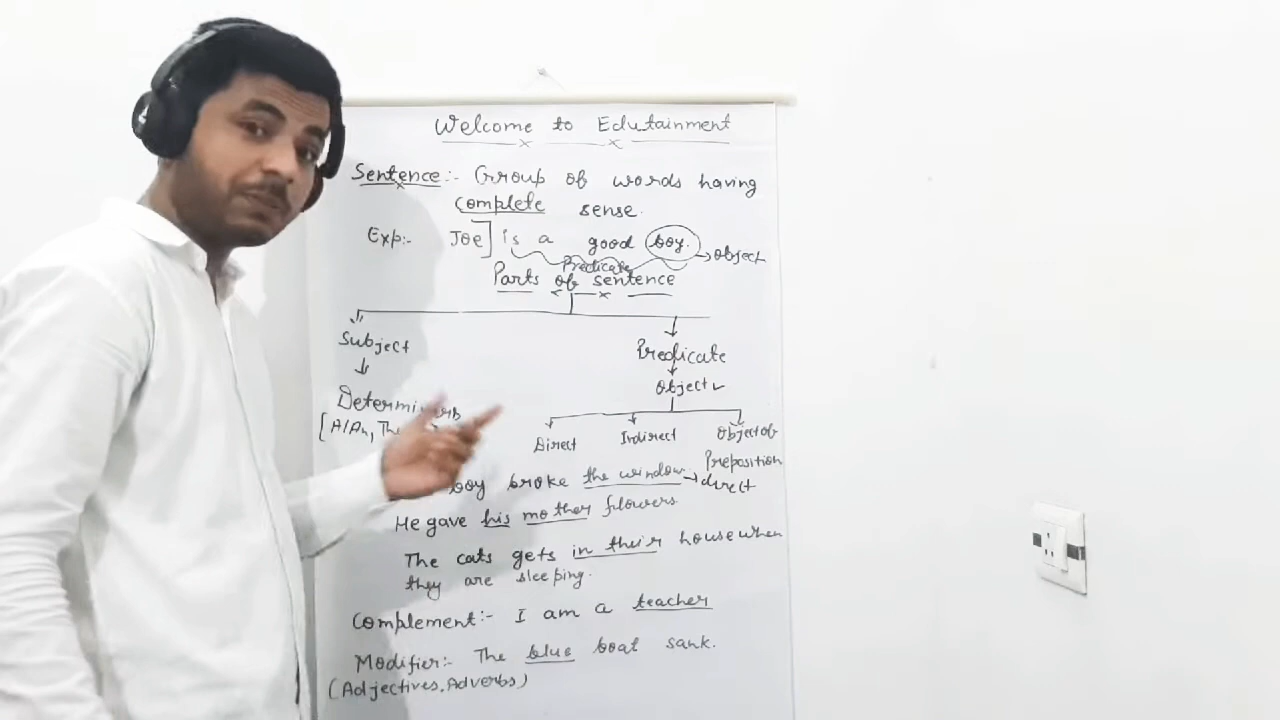 Welcome to Edutainment
Sentence:- Group of words having
complete sense.
Exp:- Joe] is a good boy. → object
Predicate
Parts of sentence
Subject
Predicate
Object ✓
Determiners
[A/An, The
Direct
Indirect
Object of
Preposition
boy broke the window → direct
He gave his mother flowers
The cats gets in their house when
they are sleeping.
Complement:- I am a teacher
Modifier:- The blue boat sank.
(Adjectives, Adverbs)